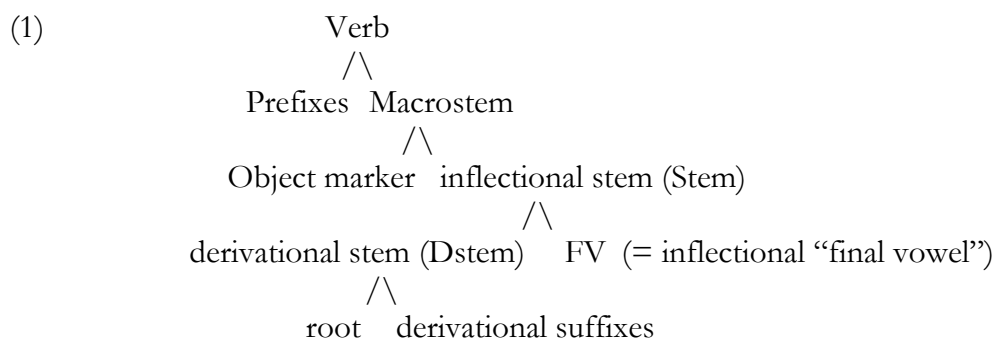 (1) Verb
/\
Prefixes Macrostem
/\
Object marker inflectional stem (Stem)
/\
derivational stem (Dstem) FV (= inflectional “final vowel”)
/\
root derivational suffixes